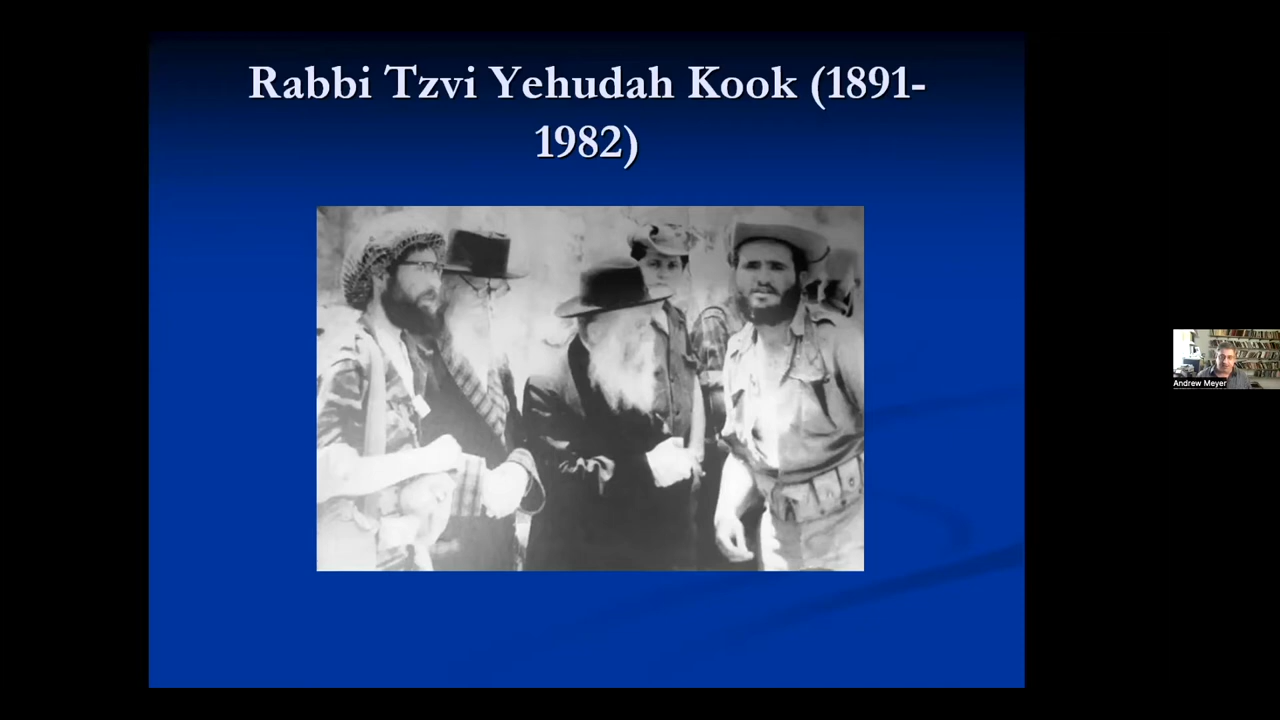 Rabbi Tzvi Yehudah Kook (1891-
1982)
Andrew Meyer